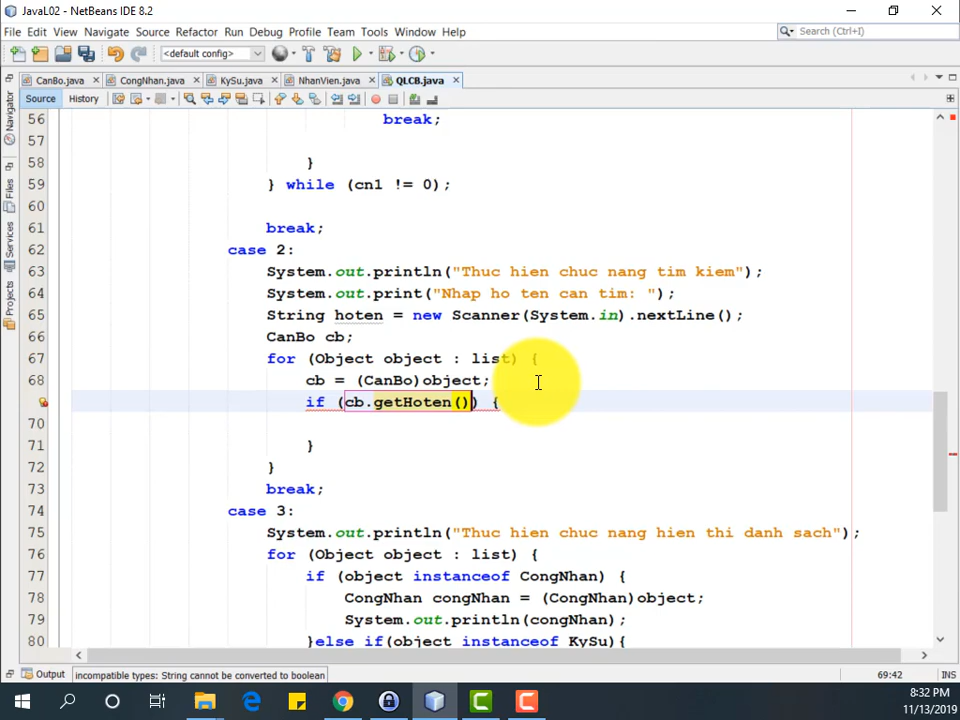 JavaL02 - NetBeans IDE 8.2
File Edit View Navigate Source Refactor Run Debug Profile Team Tools Window Help
Search (Ctrl+I)
<default config>
CanBo.java CongNhan.java KySu.java NhanVien.java QLCB.java
Source History
Navigator
Files
Services
Projects
56 break;
57
58 }
59 } while (cn1 != 0);
60
61 break;
62 case 2:
63 System.out.println("Thuc hien chuc nang tim kiem");
64 System.out.print("Nhap ho ten can tim: ");
65 String hoten = new Scanner(System.in).nextLine();
66 CanBo cb;
67 for (Object object : list) {
68 cb = (CanBo)object;
if (cb.getHoten()) {
70
71 }
72 }
73 break;
74 case 3:
75 System.out.println("Thuc hien chuc nang hien thi danh sach");
76 for (Object object : list) {
77 if (object instanceof CongNhan) {
78 CongNhan congNhan = (CongNhan)object;
79 System.out.println(congNhan);
80 }else if(object instanceof KySu){
Output incompatible types: String cannot be converted to boolean 69:42 INS
8:32 PM
11/13/2019